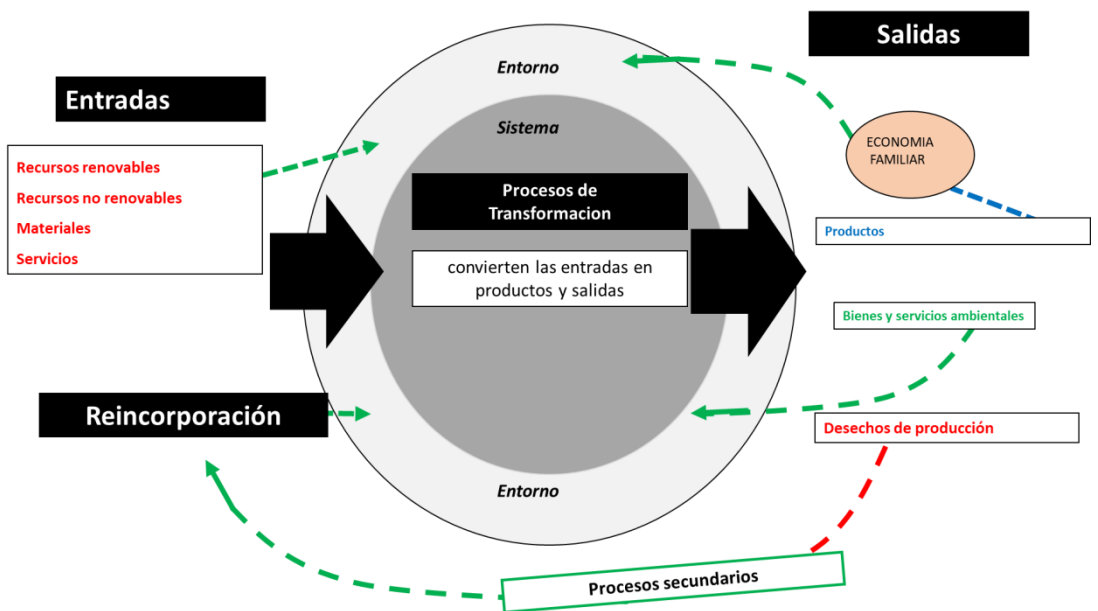 Salidas
Entorno
Entradas
Sistema
ECONOMIA
FAMILIAR
Recursos renovables
Recursos no renovables
Materiales
Servicios
Procesos de
Transformacion
Productos
convierten las entradas en
productos y salidas
Bienes y servicios ambientales
Reincorporación
Desechos de producción
Entorno
Procesos secundarios